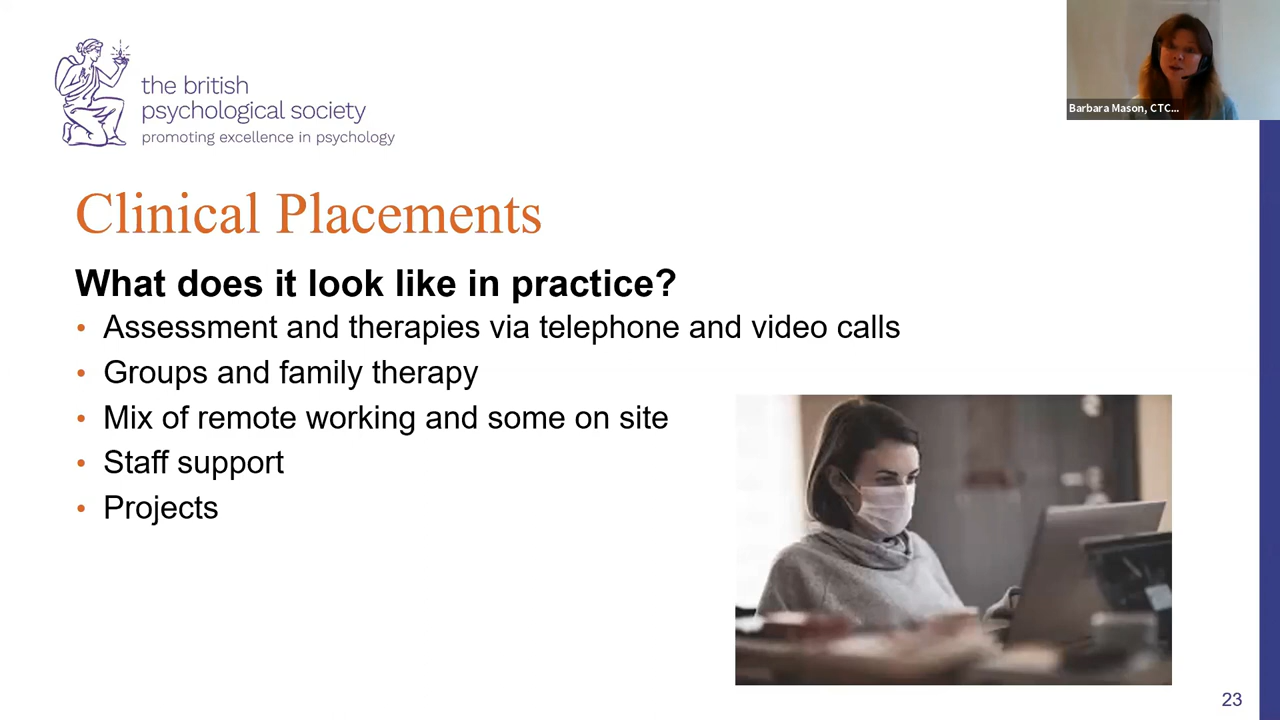 the british
psychological society
promoting excellence in psychology
Barbara Mason, CTC...
Clinical Placements
What does it look like in practice?
• Assessment and therapies via telephone and video calls
• Groups and family therapy
• Mix of remote working and some on site
• Staff support
• Projects
23